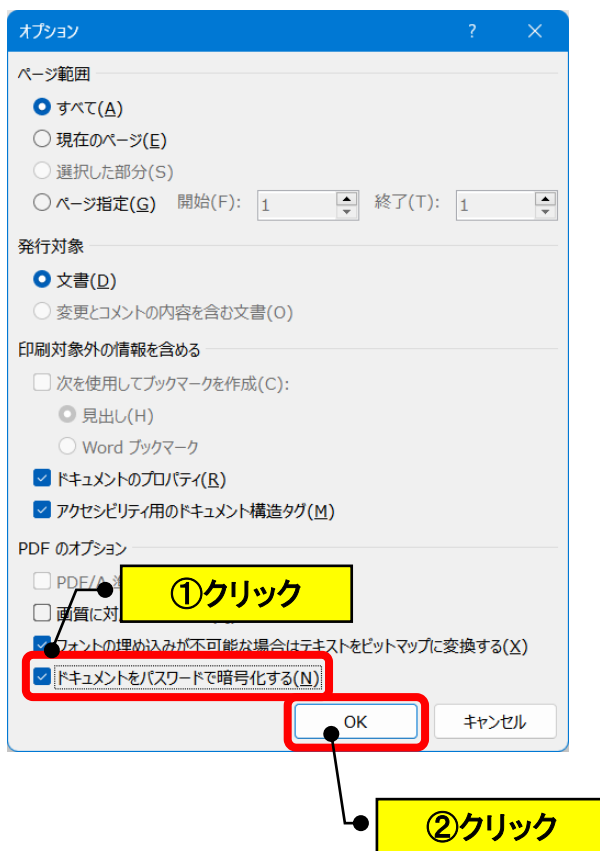 オプション ? ×
ページ範囲
すべて(A)
現在のページ(E)
選択した部分(S)
ページ指定(G) 開始(F): 1 終了(T): 1
発行対象
文書(D)
変更とコメントの内容を含む文書(O)
印刷対象外の情報を含める
次を使用してブックマークを作成(C):
見出し(H)
Word ブックマーク
ドキュメントのプロパティ(R)
アクセシビリティ用のドキュメント構造タグ(M)
PDF のオプション
PDF/A
①クリック
画質に対
フォントの埋め込みが不可能な場合はテキストをビットマップに変換する(X)
ドキュメントをパスワードで暗号化する(N)
OK キャンセル
②クリック